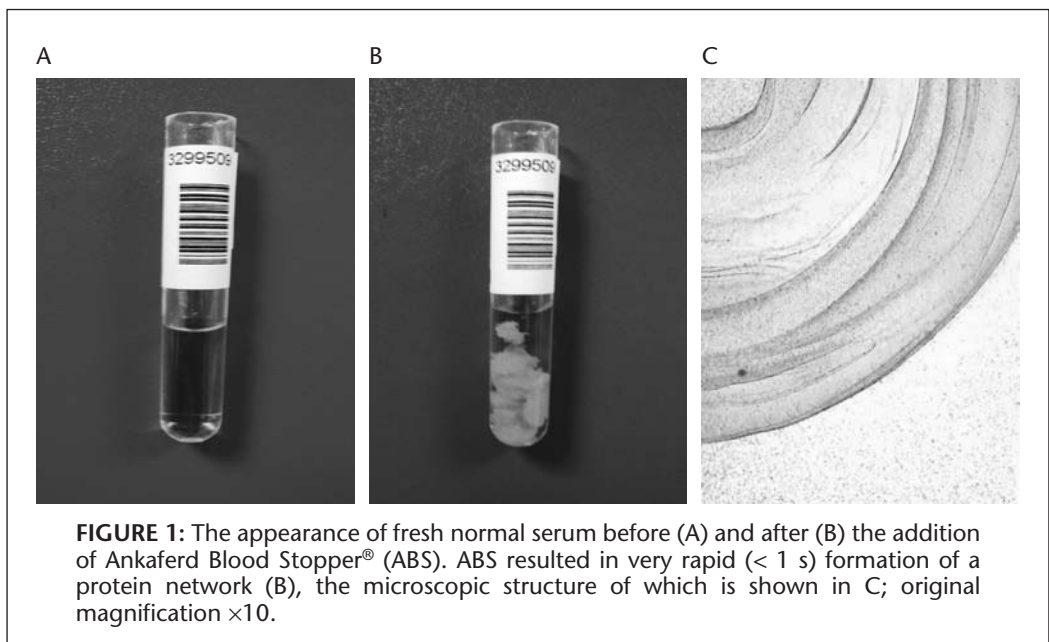 A B C
3299509 3299509
FIGURE 1: The appearance of fresh normal serum before (A) and after (B) the addition
of Ankaferd Blood Stopper® (ABS). ABS resulted in very rapid (< 1 s) formation of a
protein network (B), the microscopic structure of which is shown in C; original
magnification ×10.